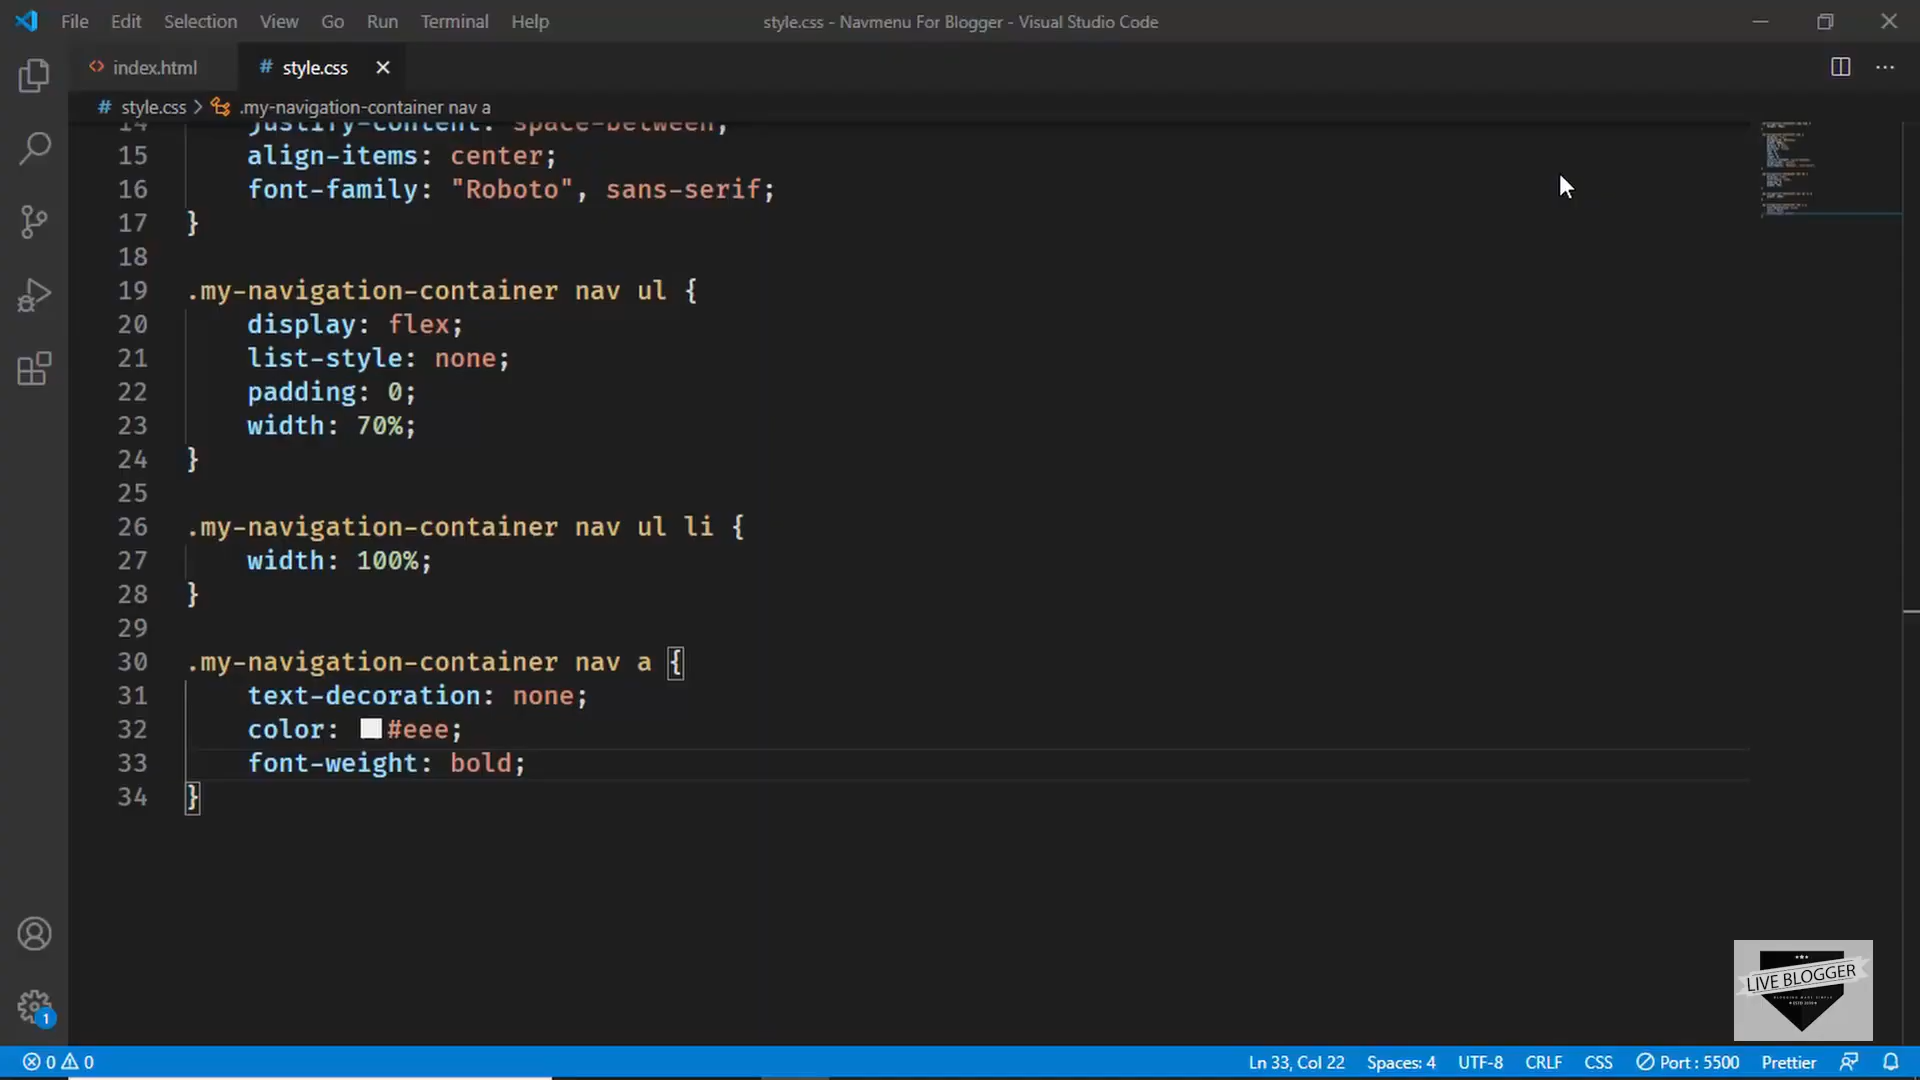 File Edit Selection View Go Run Terminal Help
style.css - Navmenu For Blogger - Visual Studio Code
index.html
# style.css
# style.css > .my-navigation-container nav a
14 justify-content: space-between;
15 align-items: center;
16 font-family: "Roboto", sans-serif;
17 }
18
19 .my-navigation-container nav ul {
20 display: flex;
21 list-style: none;
22 padding: 0;
23 width: 70%;
24 }
25
26 .my-navigation-container nav ul li {
27 width: 100%;
28 }
29
30 .my-navigation-container nav a {
31 text-decoration: none;
32 color: #eee;
33 font-weight: bold;
34 }
LIVE BLOGGER
1
0 0 Ln 33, Col 22 Spaces: 4 UTF-8 CRLF CSS Port : 5500 Prettier